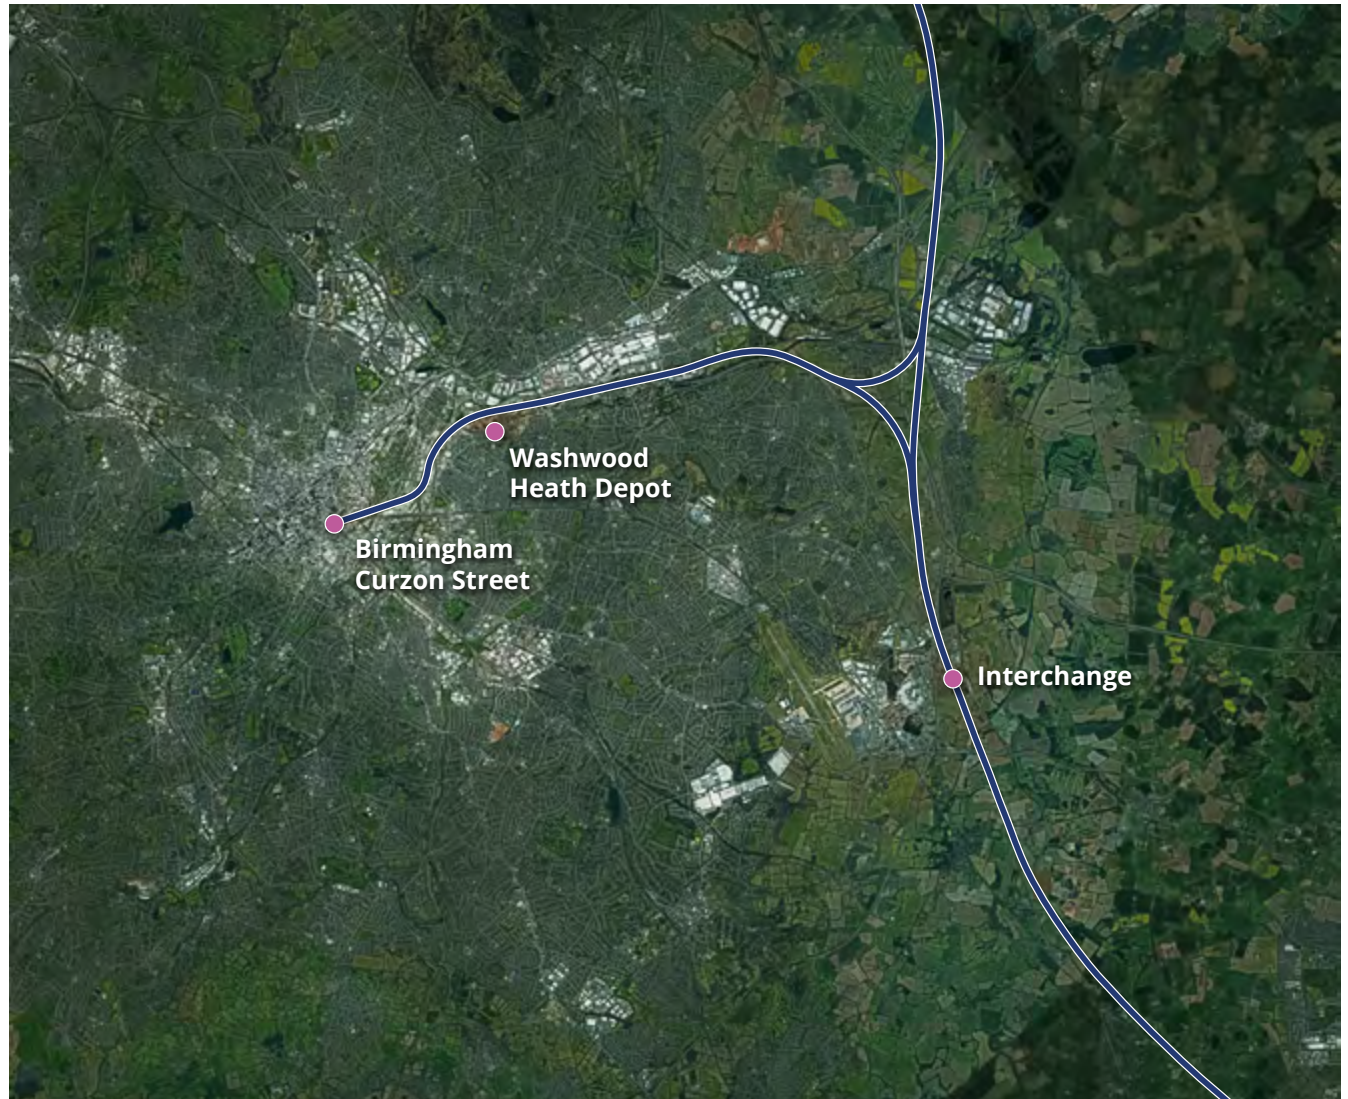 Washwood
Heath Depot
Birmingham
Curzon Street
Interchange